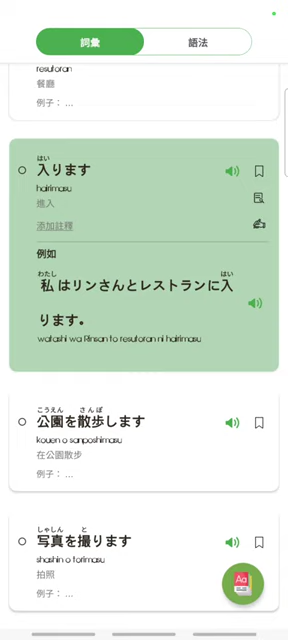 詞彙
語法
resutoran
餐廳
例子： ...
はい
入ります
hairimasu
進入
添加註釋
例如
わたし はい
私はリンさんとレストランに入
ります。
watashi wa Rinsan to resutoran ni hairimasu
こうえん さんぽ
公園を散歩します
kouen o sanposhimasu
在公園散步
例子： ...
しゃしん と
写真を撮ります
shashin o torimasu
拍照
例子： ...
Aa